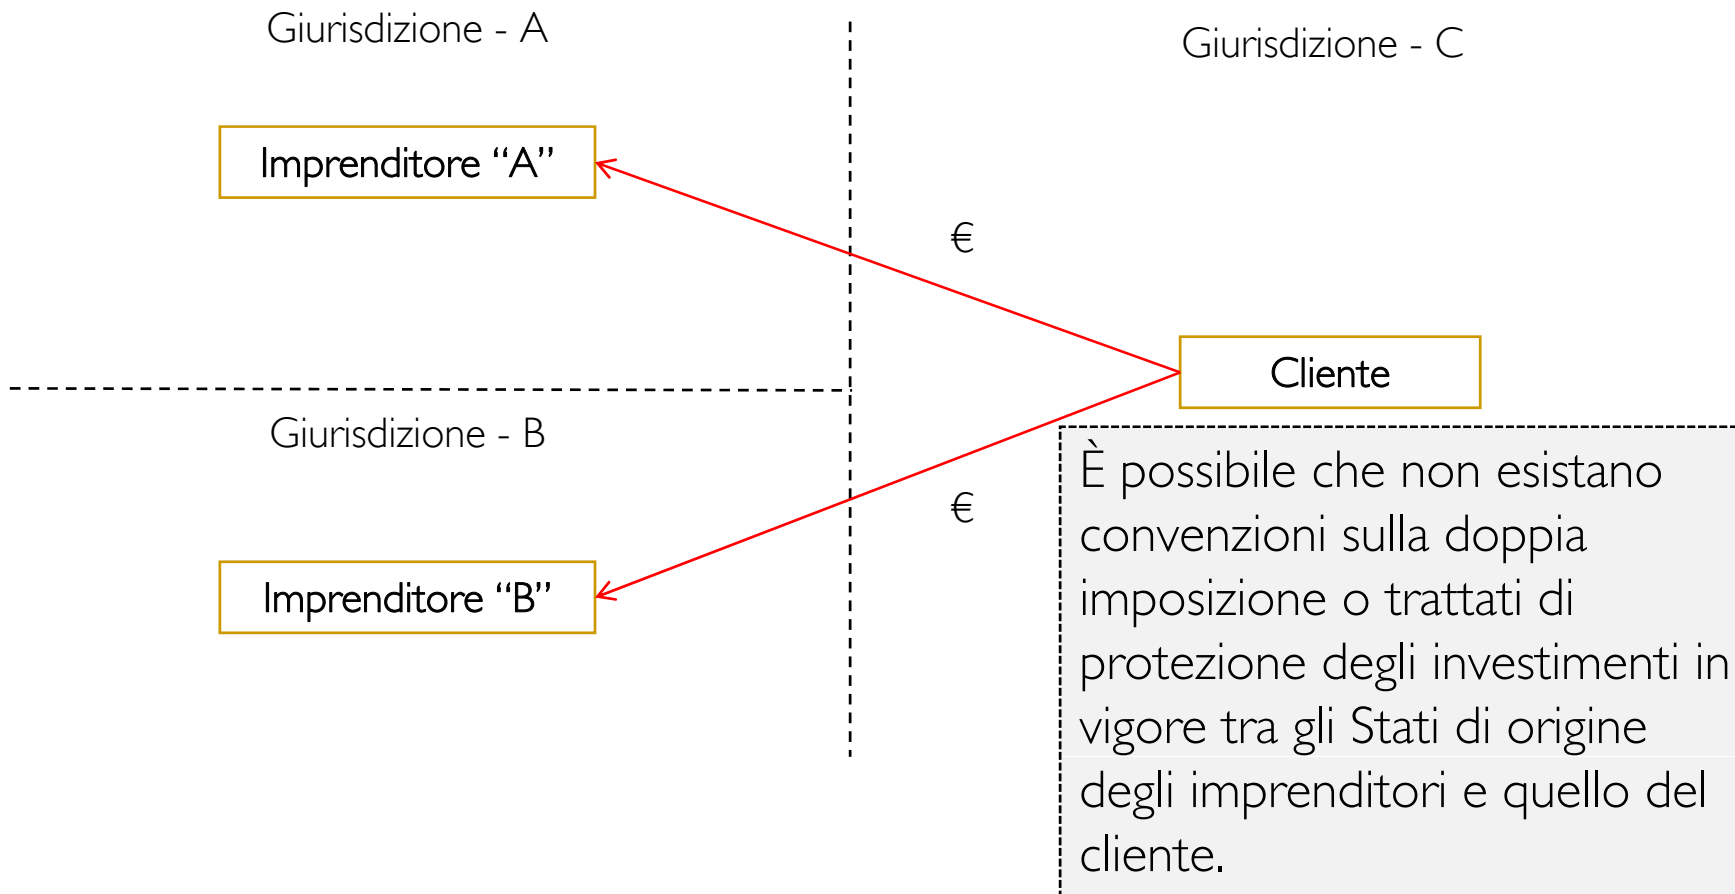 Giurisdizione - A
Giurisdizione - C
Imprenditore “A”
€
Cliente
Giurisdizione - B
€
Imprenditore “B”
È possibile che non esistano
convenzioni sulla doppia
imposizione o trattati di
protezione degli investimenti in
vigore tra gli Stati di origine
degli imprenditori e quello del
cliente.